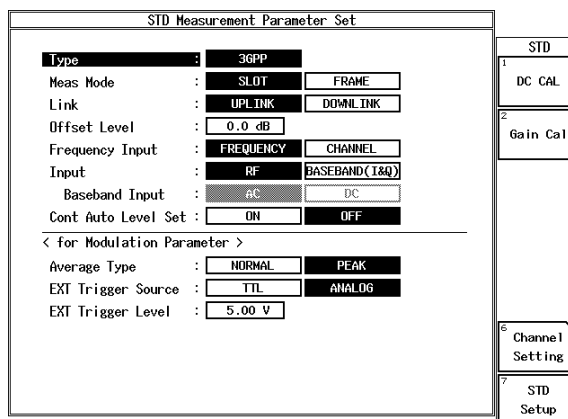 STD Measurement Parameter Set
Type : 3GPP
Meas Mode : SLOT FRAME
Link : UPLINK DOWNLINK
Offset Level : 0.0 dB
Frequency Input : FREQUENCY CHANNEL
Input : RF BASEBAND(I&Q)
Baseband Input : AC DC
Cont Auto Level Set : ON OFF
< for Modulation Parameter >
Average Type : NORMAL PEAK
EXT Trigger Source : TTL ANALOG
EXT Trigger Level : 5.00 V
STD
1
DC CAL
2
Gain Cal
6
Channel
Setting
7
STD
Setup